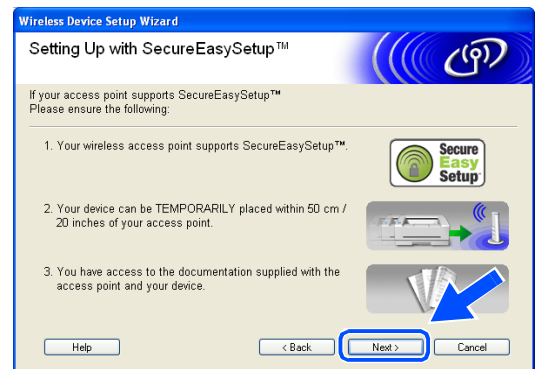 Wireless Device Setup Wizard
Setting Up with SecureEasySetup™
If your access point supports SecureEasySetup™
Please ensure the following:
1. Your wireless access point supports SecureEasySetup™.
Secure
Easy
Setup
2. Your device can be TEMPORARILY placed within 50 cm /
20 inches of your access point.
3. You have access to the documentation supplied with the
access point and your device.
Help
< Back
Next >
Cancel